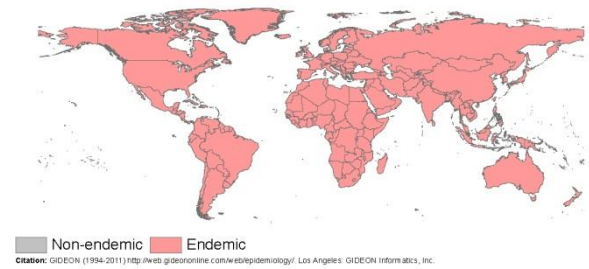 Non-endemic Endemic
Citation: GIDEON (1994-2011) http://web.gideononline.com/web/epidemiology/. Los Angeles: GIDEON Informatics, Inc.